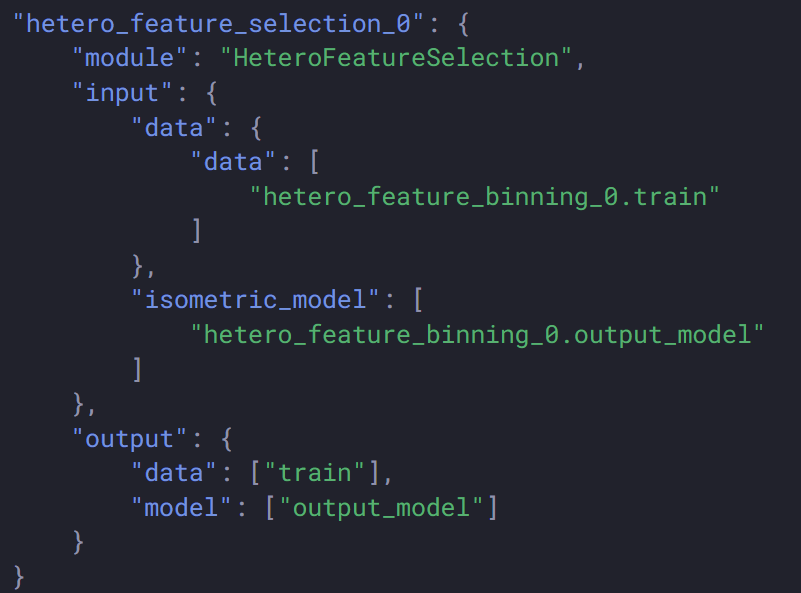 "hetero_feature_selection_0": {
    "module": "HeteroFeatureSelection",
    "input": {
        "data": {
            "data": [
                "hetero_feature_binning_0.train"
            ]
        },
        "isometric_model": [
            "hetero_feature_binning_0.output_model"
        ]
    },
    "output": {
        "data": ["train"],
        "model": ["output_model"]
    }
}